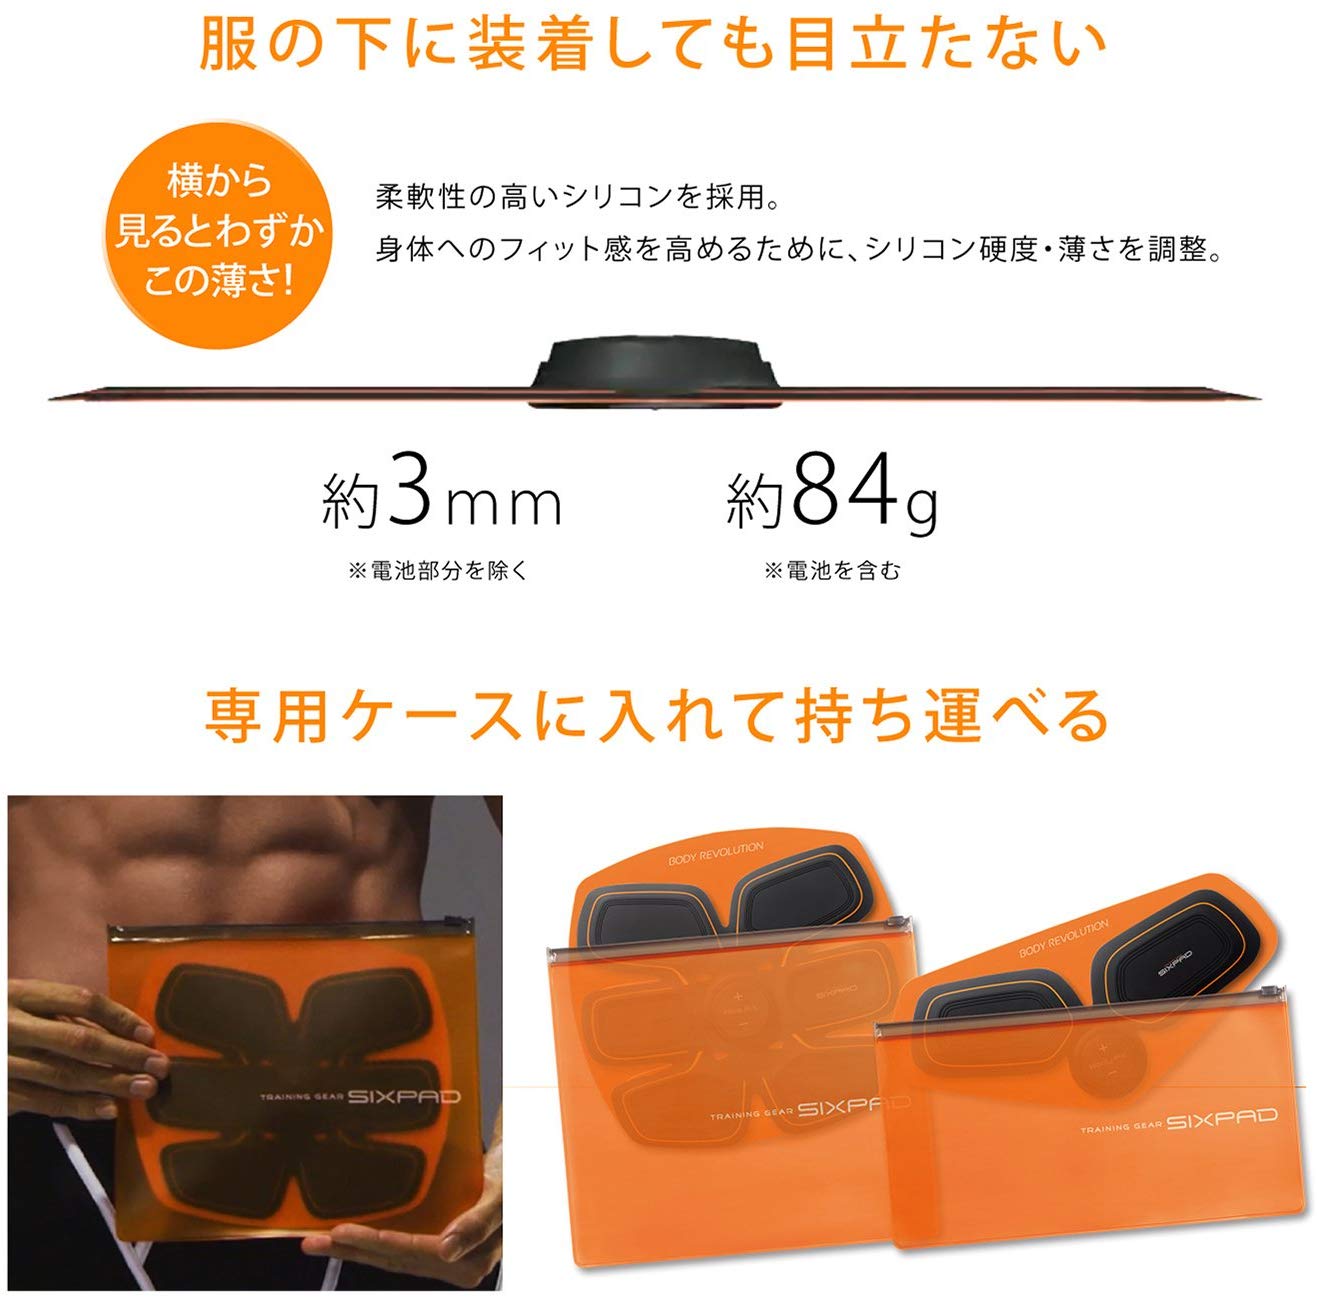 服の下に装着しても目立たない
横から
見るとわずか
この薄さ!
柔軟性の高いシリコンを採用。
身体へのフィット感を高めるために、シリコン硬度・薄さを調整。
約3mm
※電池部分を除く
約84g
※電池を含む
専用ケースに入れて持ち運べる
TRAINING GEAR SIXPAD
BODY REVOLUTION
SIXPAD
TRAINING GEAR SIXPAD
BODY REVOLUTION
SIXPAD
TRAINING GEAR SIXPAD